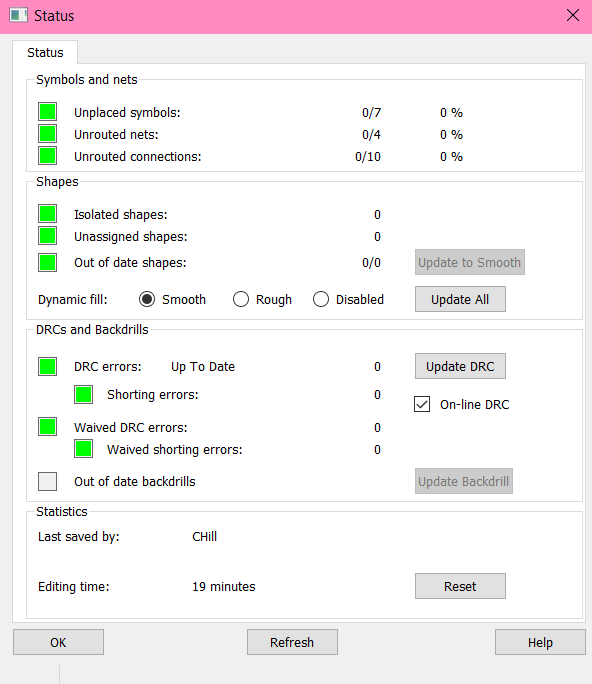 Status
Status
Symbols and nets
Unplaced symbols: 0/7 0 %
Unrouted nets: 0/4 0 %
Unrouted connections: 0/10 0 %
Shapes
Isolated shapes: 0
Unassigned shapes: 0
Out of date shapes: 0/0 Update to Smooth
Dynamic fill: Smooth Rough Disabled Update All
DRCs and Backdrills
DRC errors: Up To Date 0 Update DRC
Shorting errors: 0
On-line DRC
Waived DRC errors: 0
Waived shorting errors: 0
Out of date backdrills Update Backdrill
Statistics
Last saved by: CHill
Editing time: 19 minutes Reset
OK Refresh Help